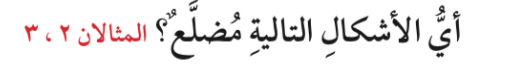 أيُّ الأشكالِ التاليةِ مُضلَّعٌ؟ المثالان ٢ ، ٣